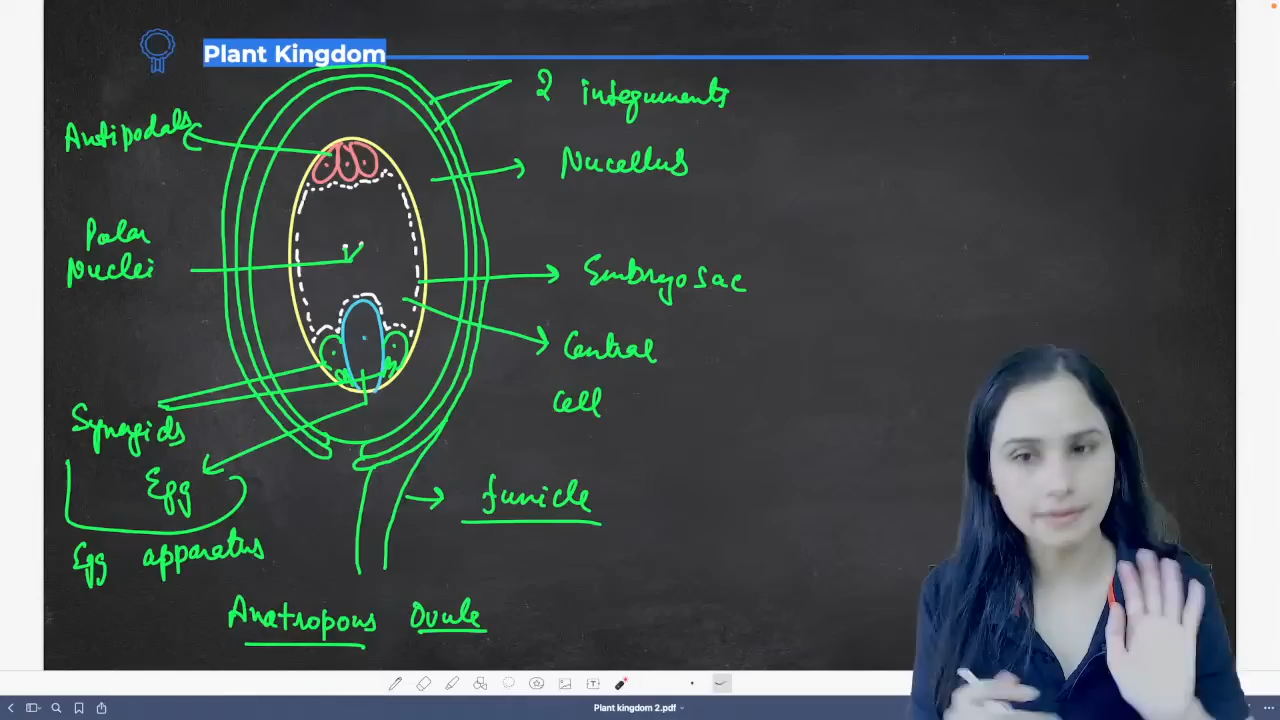 Plant Kingdom
2 integuments
Antipodals
Nucellus
Polar
Nuclei
Embryo sac
Central
Cell
Synergids
Egg
funicle
Egg apparatus
Anatropous Ovule
Plant kingdom 2.pdf